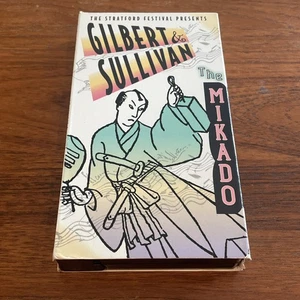 THE STRATFORD FESTIVAL PRESENTS
GILBERT &
SULLIVAN
The
MIKADO